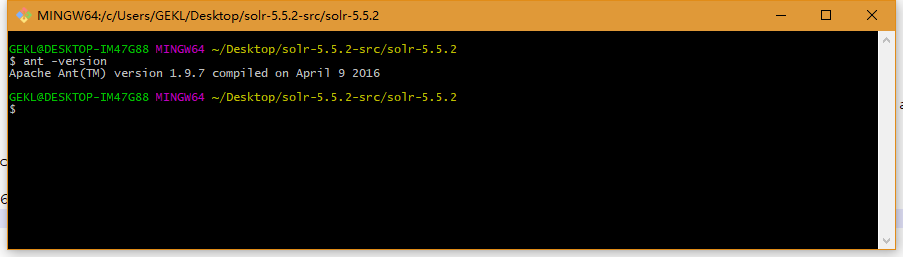 MINGW64:/c/Users/GEKL/Desktop/solr-5.5.2-src/solr-5.5.2
GEKL@DESKTOP-IM47G88 MINGW64 ~/Desktop/solr-5.5.2-src/solr-5.5.2
$ ant -version
Apache Ant(TM) version 1.9.7 compiled on April 9 2016
GEKL@DESKTOP-IM47G88 MINGW64 ~/Desktop/solr-5.5.2-src/solr-5.5.2
$